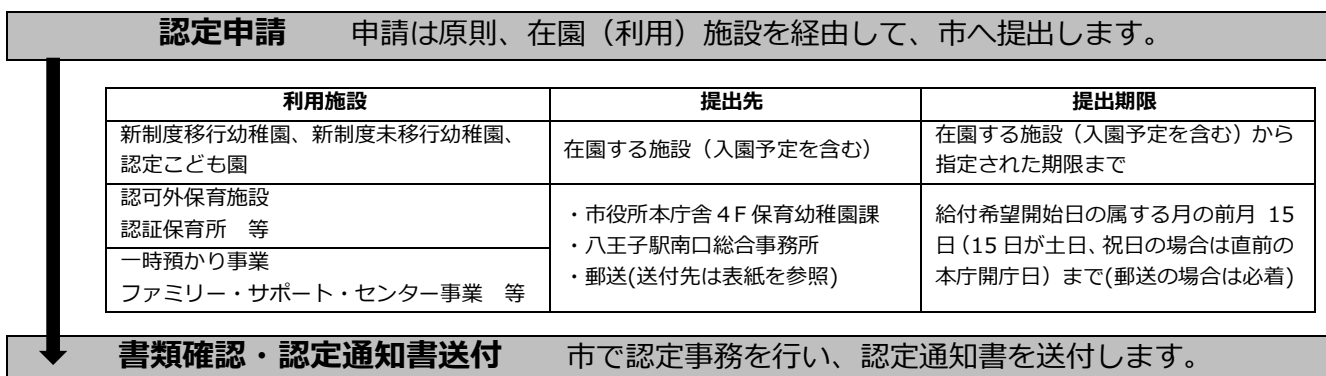 認定申請　申請は原則、在園（利用）施設を経由して、市へ提出します。
利用施設　提出先　提出期限
新制度移行幼稚園、新制度未移行幼稚園、
認定こども園
在園する施設（入園予定を含む）
在園する施設（入園予定を含む）から
指定された期限まで
認可外保育施設
認証保育所　等
一時預かり事業
ファミリー・サポート・センター事業　等
・市役所本庁舎４F 保育幼稚園課
・八王子駅南口総合事務所
・郵送(送付先は表紙を参照)
給付希望開始日の属する月の前月 15
日（15 日が土日、祝日の場合は直前の
本庁開庁日）まで(郵送の場合は必着)
書類確認・認定通知書送付　市で認定事務を行い、認定通知書を送付します。